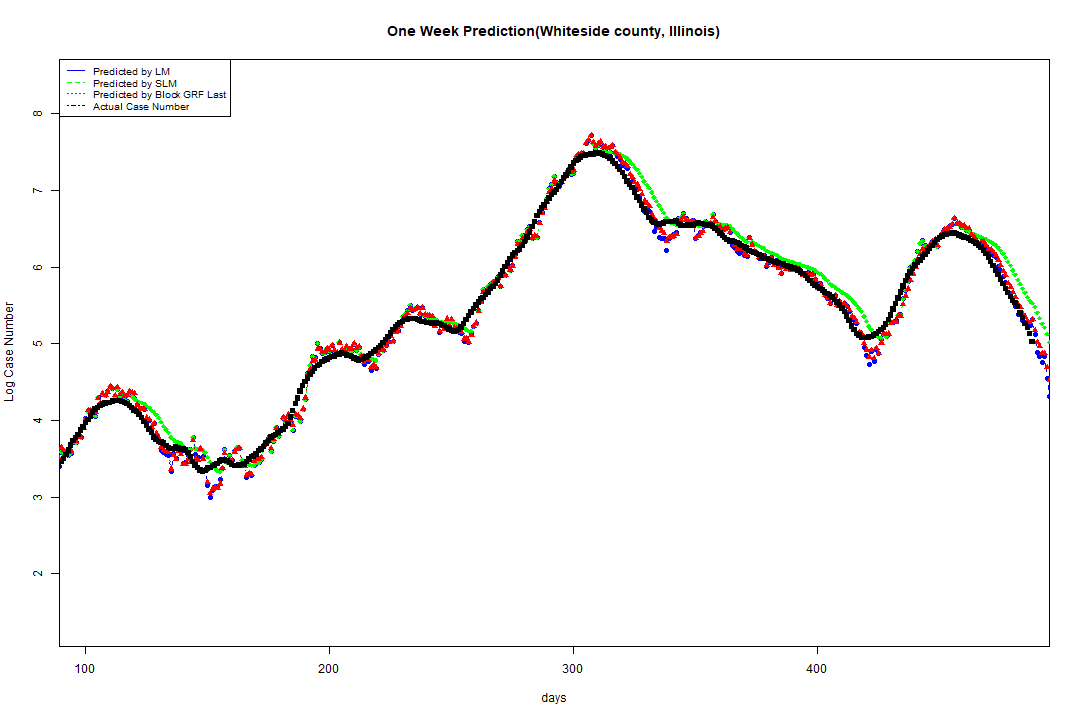 One Week Prediction(Whiteside county, Illinois)
Predicted by LM
Predicted by SLM
Predicted by Block GRF Last
Actual Case Number
8
7
6
5
4
3
2
Log Case Number
100 200 300 400
days